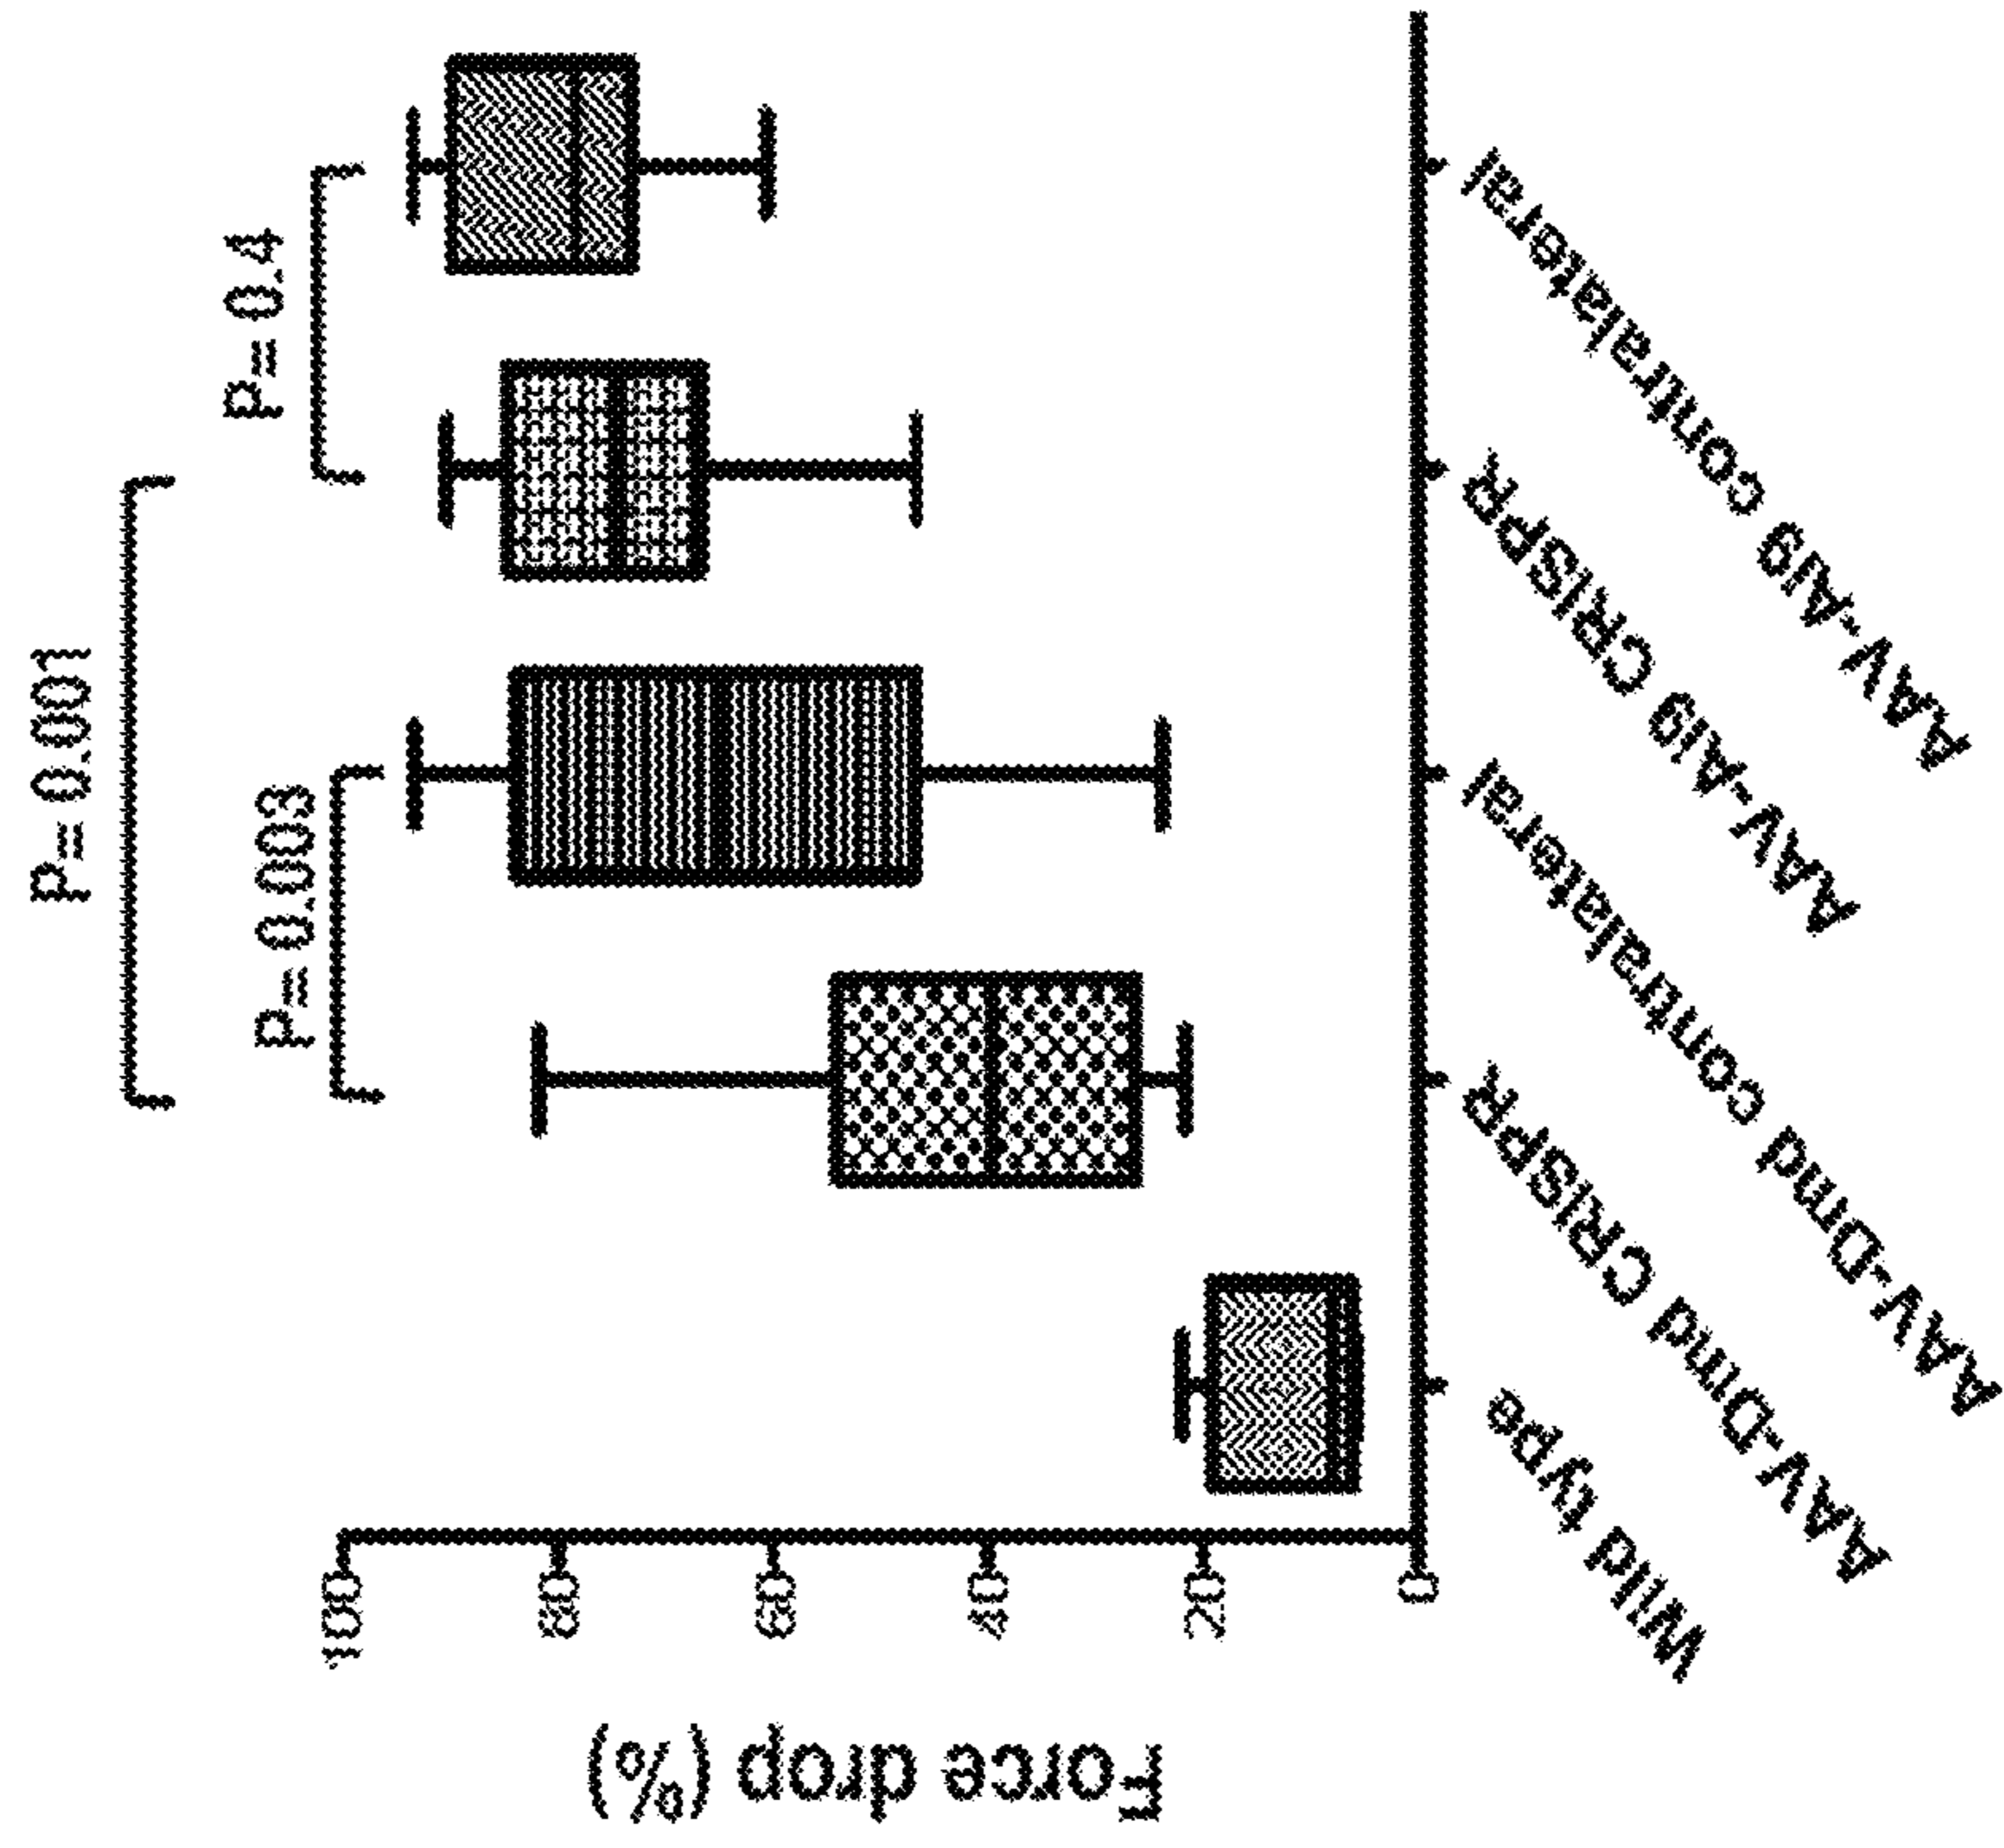 P= 0.001
P= 0.003
P= 0.4
Force drop (%)
100
80
60
40
20
0
Wild type
AAV-Dmd CRISPR
AAV-Dmd contralateral
AAV-Ai9 CRISPR
AAV-Ai9 contralateral